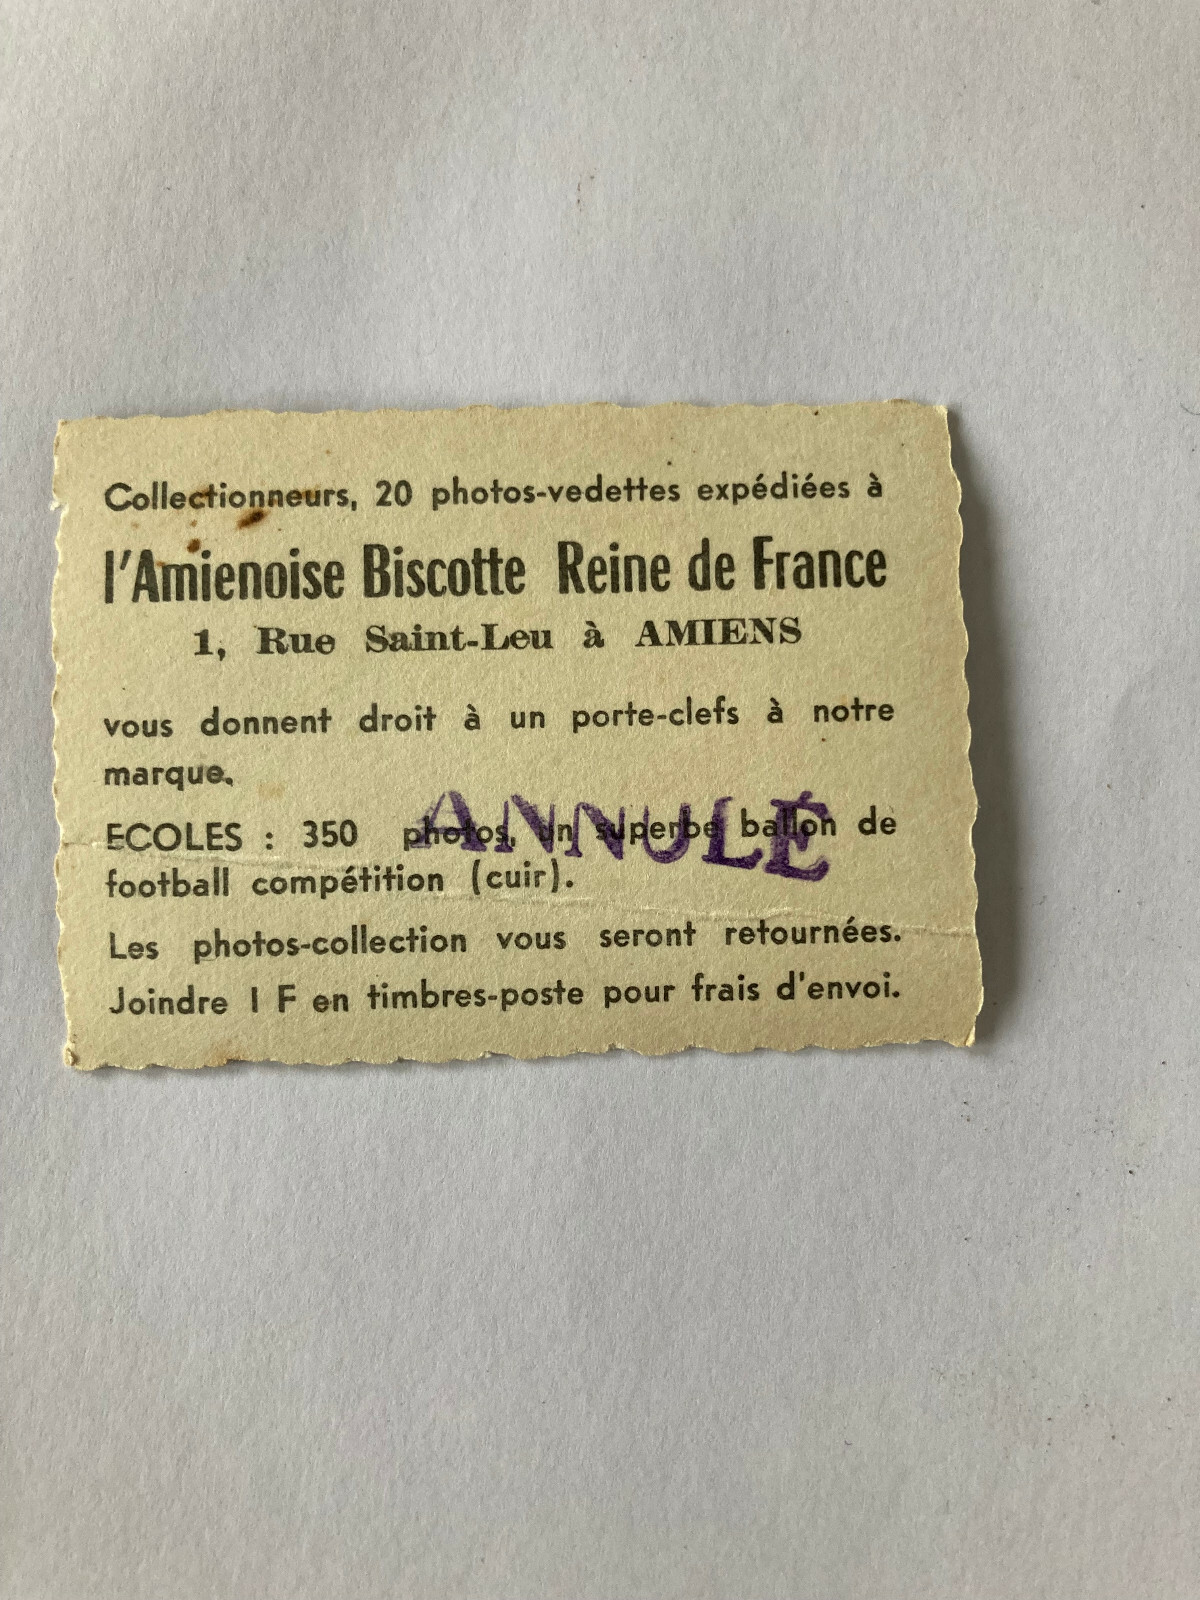 Collectionneurs, 20 photos-vedettes expédiées à
l'Amienoise Biscotte Reine de France
1, Rue Saint-Leu à AMIENS
vous donnent droit à un porte-clefs à notre
marque.
ECOLES : 350 photos, un superbe ballon de
ANNULÉ
football compétition (cuir).
Les photos-collection vous seront retournées.
Joindre 1 F en timbres-poste pour frais d'envoi.